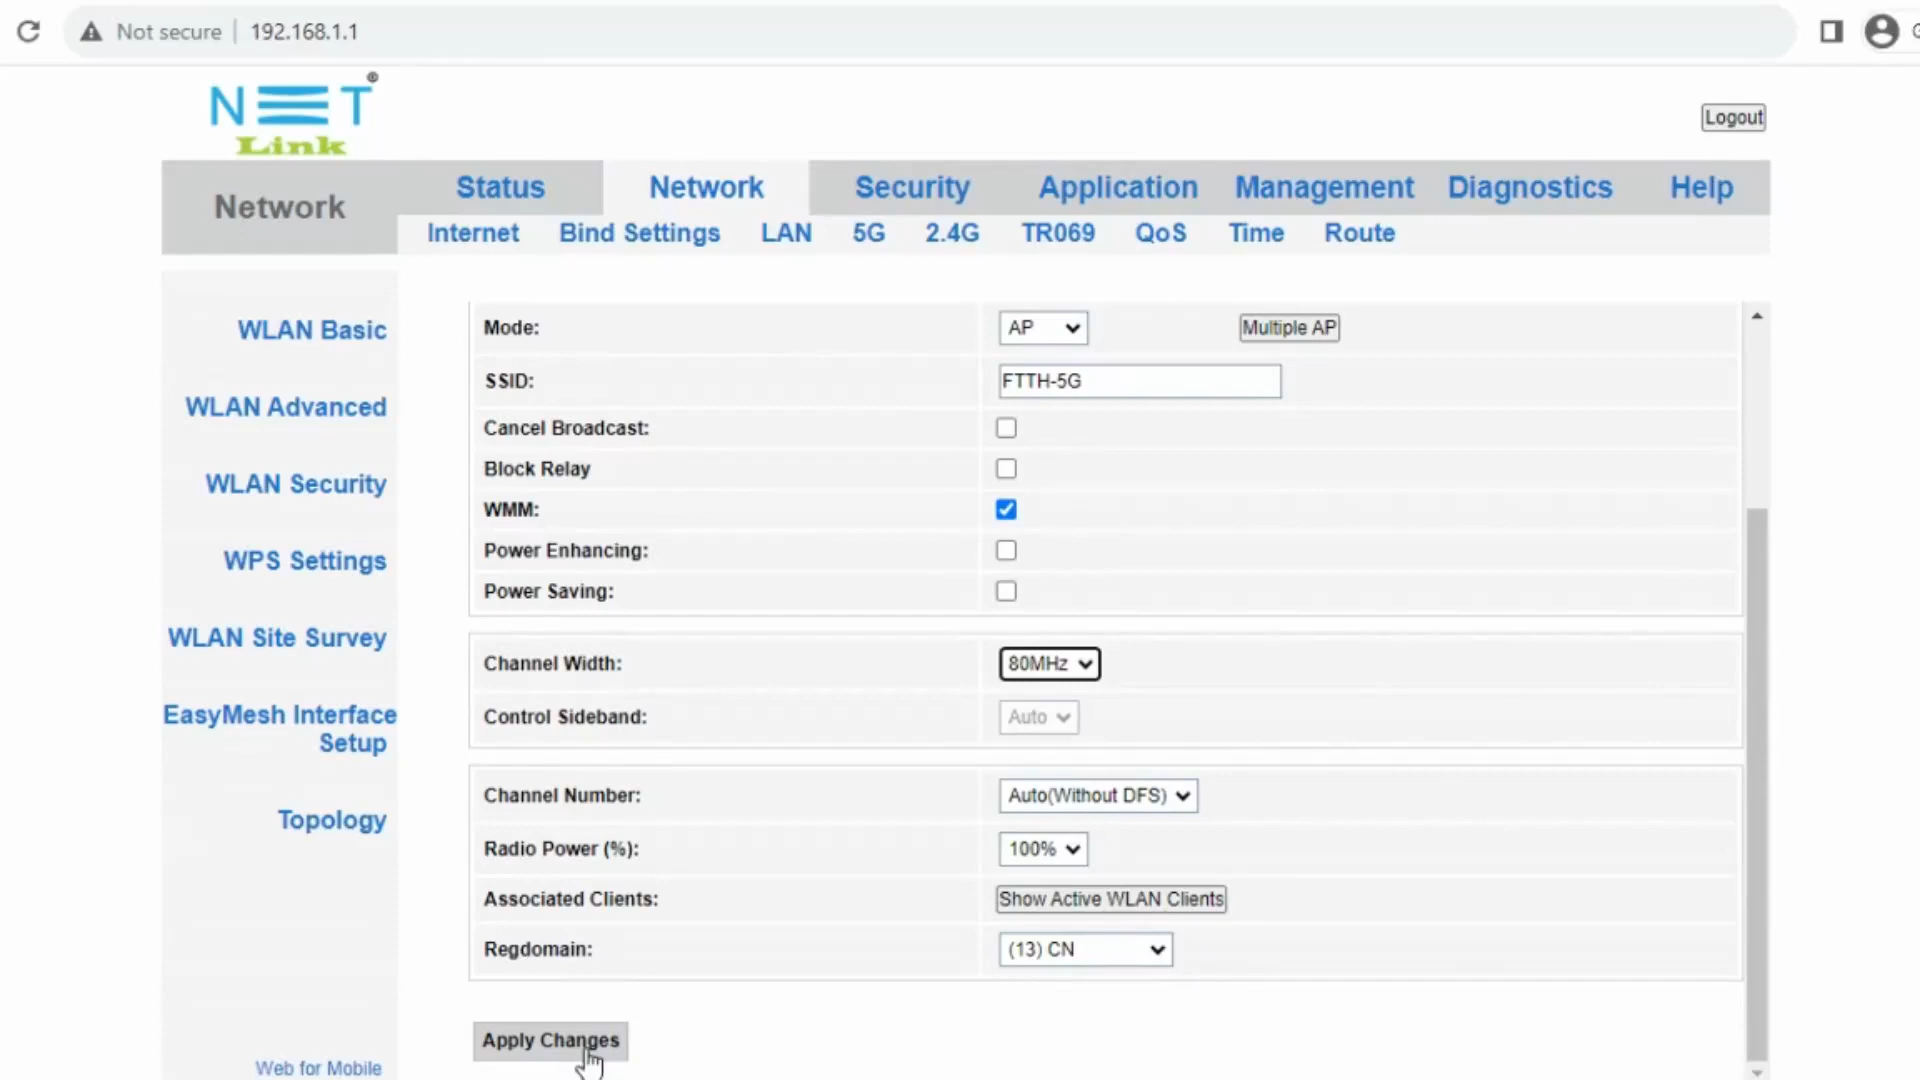 Not secure | 192.168.1.1
NET®
Link
Logout
Network
Status Network Security Application Management Diagnostics Help
Internet Bind Settings LAN 5G 2.4G TR069 QoS Time Route
WLAN Basic
WLAN Advanced
WLAN Security
WPS Settings
WLAN Site Survey
EasyMesh Interface
Setup
Topology
Web for Mobile
Mode: AP Multiple AP
SSID: FTTH-5G
Cancel Broadcast:
Block Relay
WMM:
Power Enhancing:
Power Saving:
Channel Width: 80MHz
Control Sideband: Auto
Channel Number: Auto(Without DFS)
Radio Power (%): 100%
Associated Clients: Show Active WLAN Clients
Regdomain: (13) CN
Apply Changes